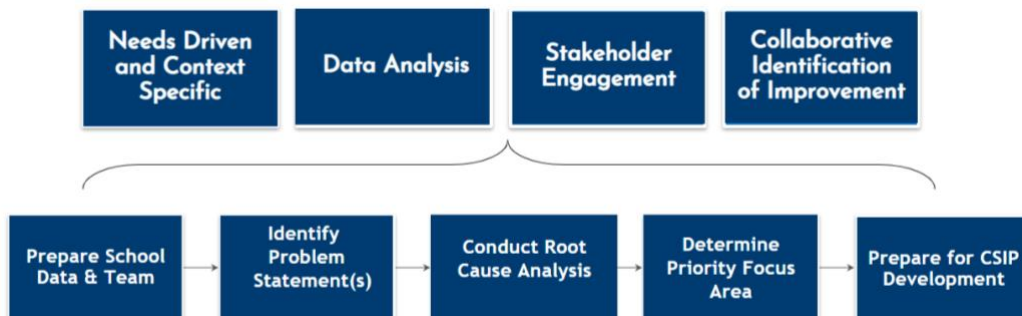 Needs Driven
and Context
Specific
Data Analysis
Stakeholder
Engagement
Collaborative
Identification
of Improvement
Prepare School
Data & Team
Identify
Problem
Statement(s)
Conduct Root
Cause Analysis
Determine
Priority Focus
Area
Prepare for CSIP
Development